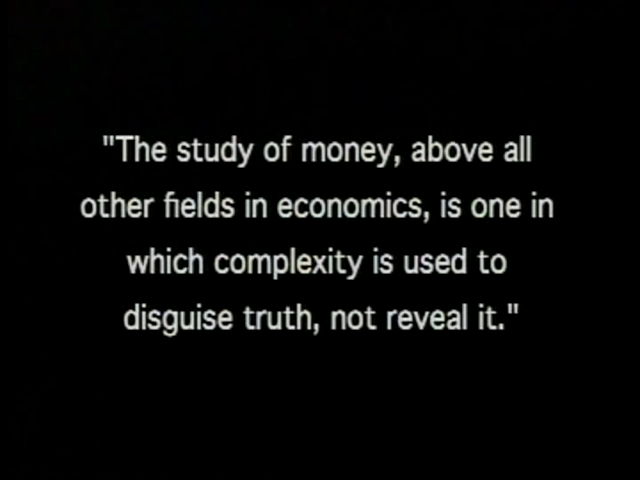 "The study of money, above all
other fields in economics, is one in
which complexity is used to
disguise truth, not reveal it."